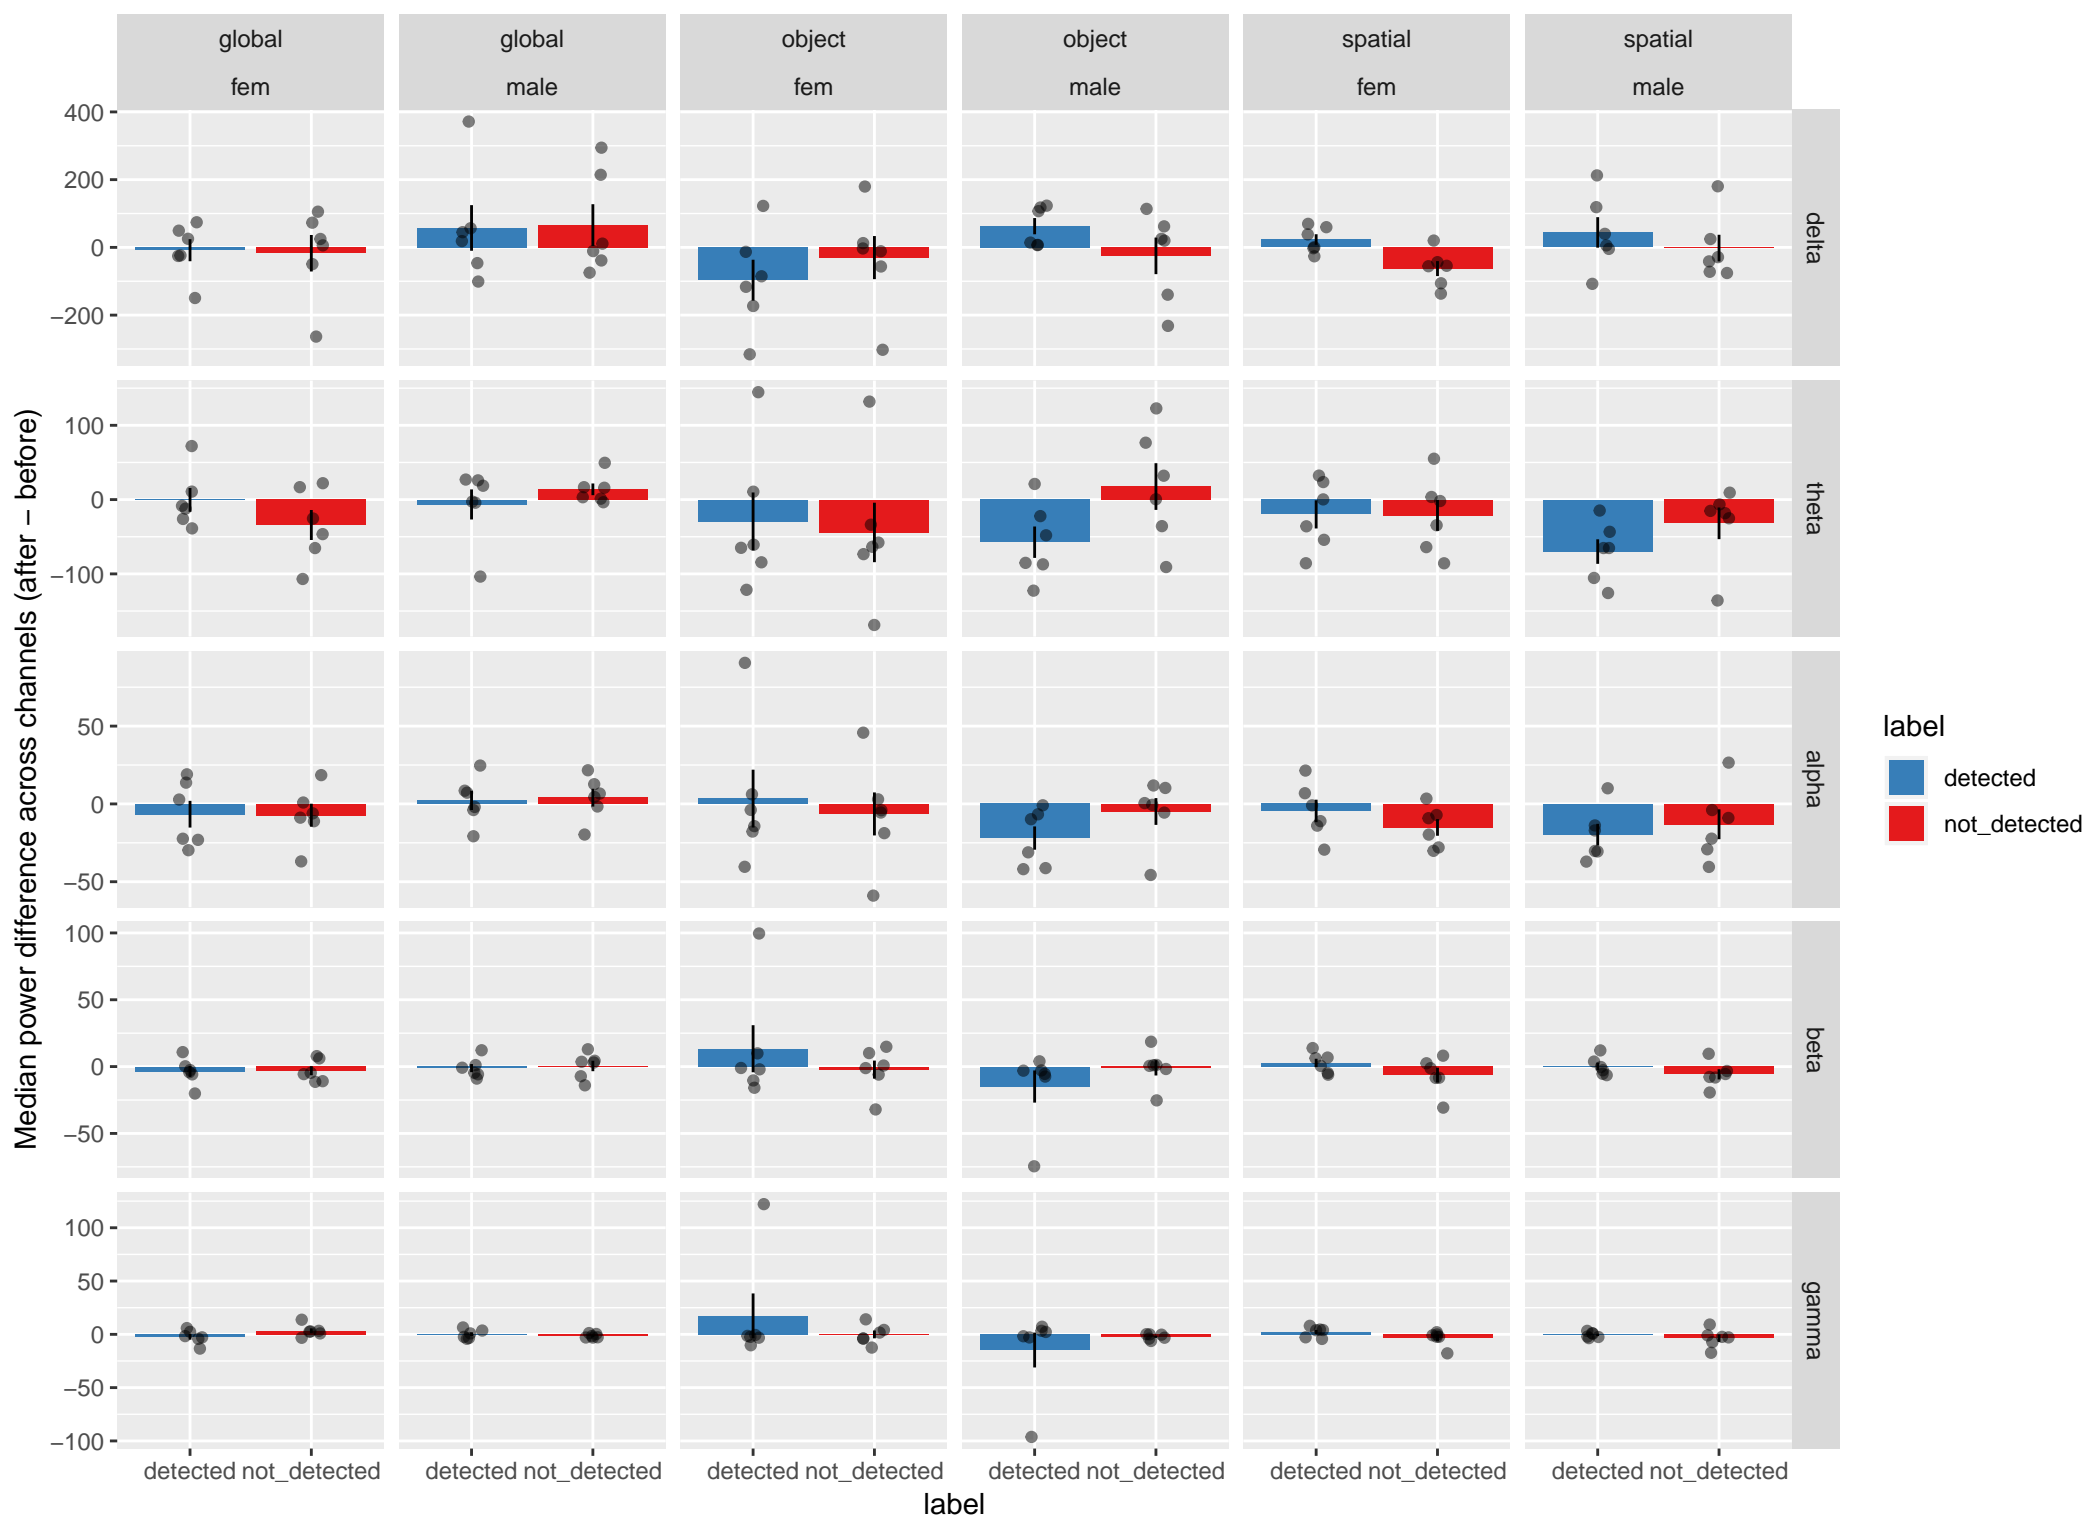 global global object object spatial spatial
fem male fem male fem male
400
200
0
−200
delta
100
0
−100
theta
50
0
−50
alpha
100
50
0
−50
beta
100
50
0
−50
−100
gamma
detected not_detected detected not_detected detected not_detected detected not_detected detected not_detected detected not_detected
label
Median power difference across channels (after − before)
label
detected
not_detected